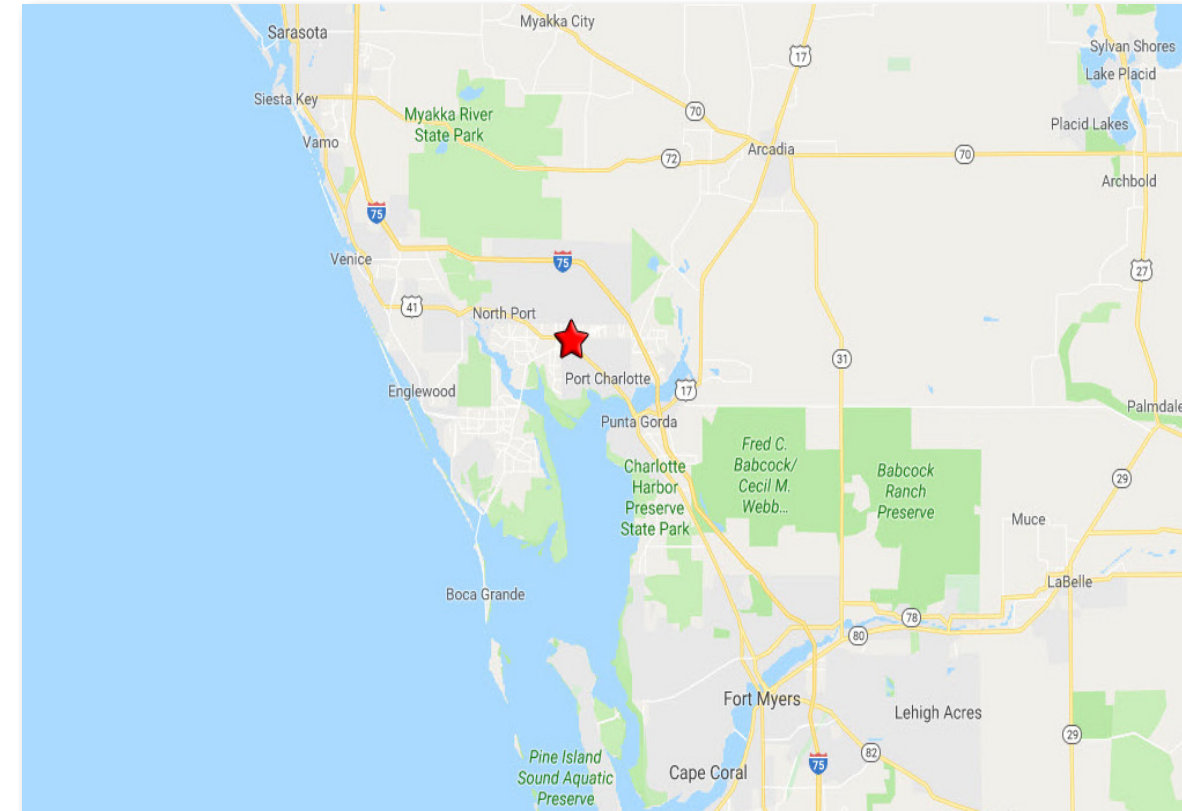 Myakka City
Sarasota
17
Sylvan Shores
Lake Placid
Siesta Key
70
Myakka River
State Park
Placid Lakes
Vamo
72
Arcadia
70
Archbold
75
Venice
75
27
41
North Port
31
Port Charlotte
Englewood
17
Palmdale
Punta Gorda
Fred C.
Babcock/
Cecil M.
Webb...
Charlotte
Harbor
Preserve
State Park
Babcock
Ranch
Preserve
29
Muce
LaBelle
Boca Grande
78
80
Fort Myers
Lehigh Acres
29
82
75
Pine Island
Sound Aquatic
Preserve
Cape Coral